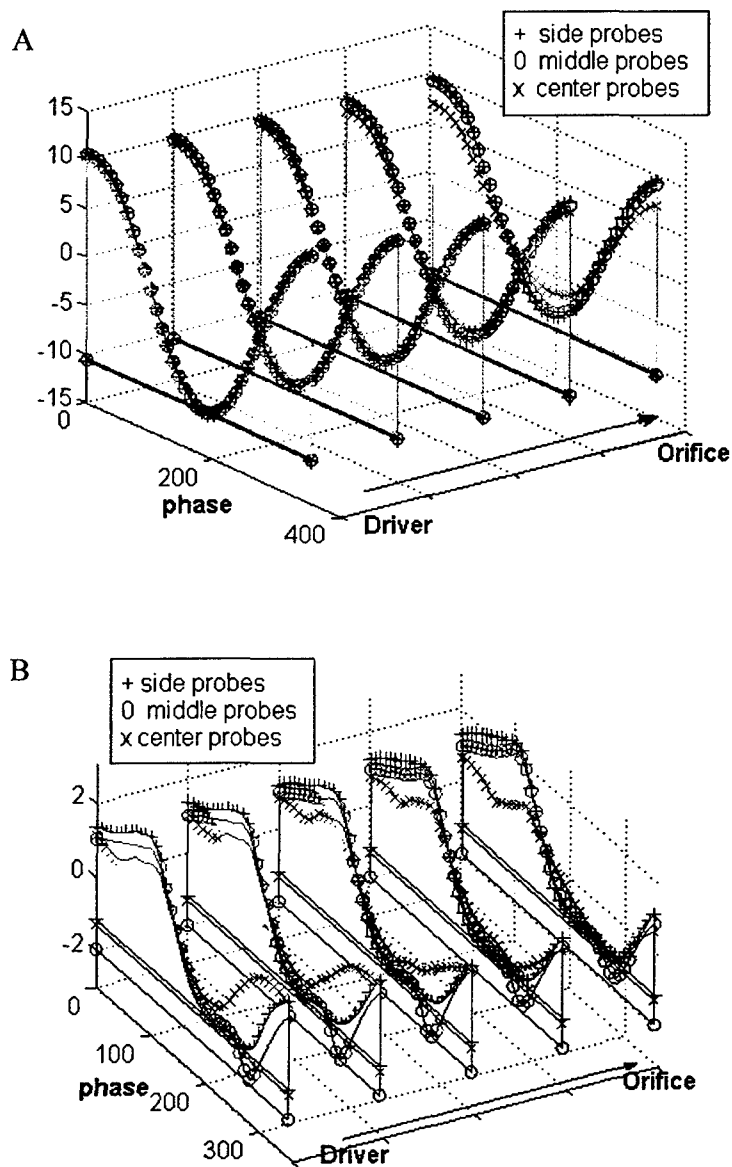 A
+ side probes
0 middle probes
x center probes
15
10
5
0
-5
-10
-15
0
200
phase
400
Driver
Orifice
B
+ side probes
0 middle probes
x center probes
2
0
-2
0
100
phase
200
300
Driver
Orifice